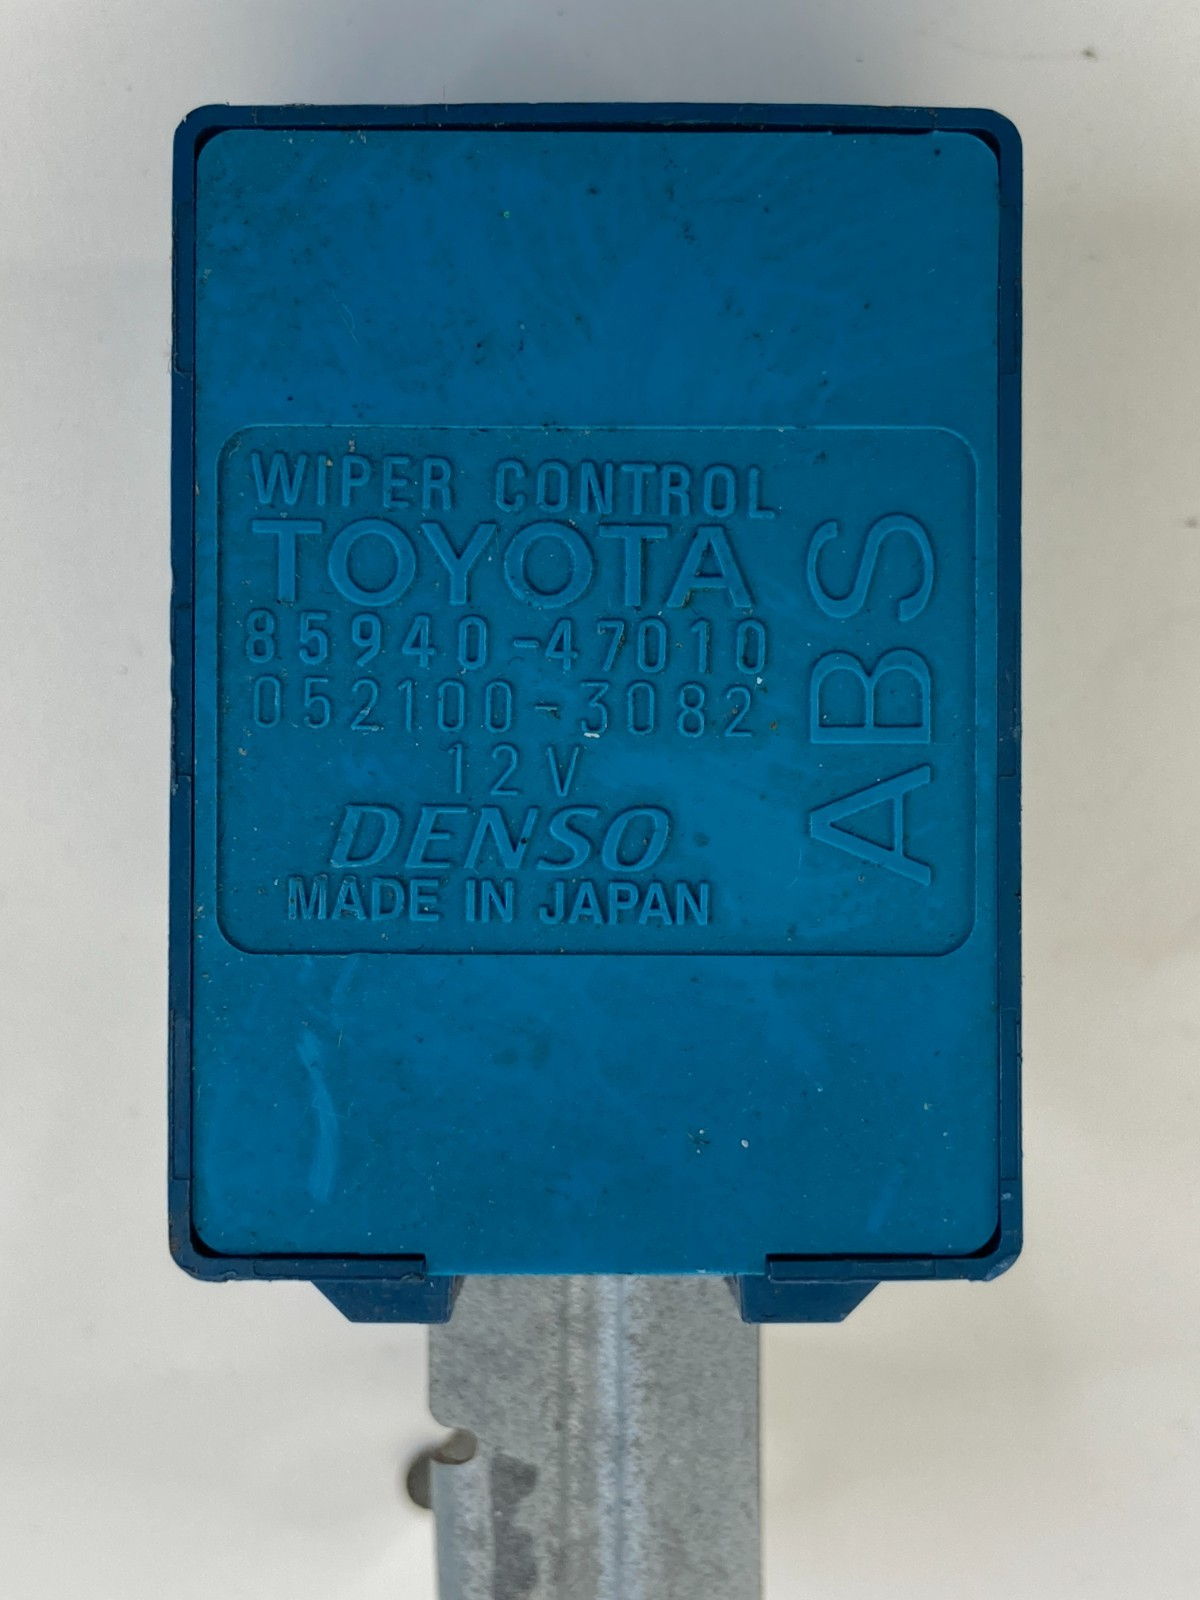 WIPER CONTROL
TOYOTA
85940-47010
052100-3082
12V
DENSO
MADE IN JAPAN
ABS